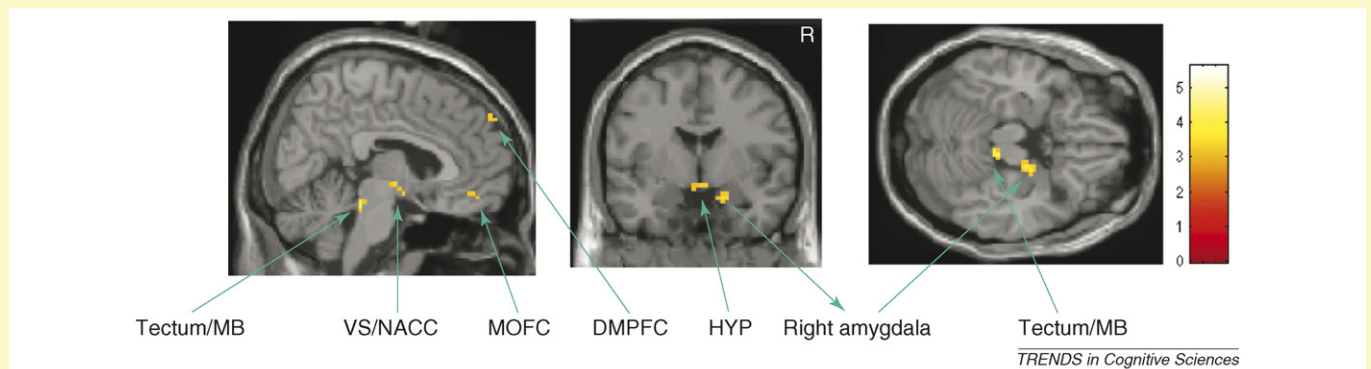 R
5
4
3
2
1
0
Tectum/MB VS/NACC MOFC DMPFC HYP Right amygdala Tectum/MB
TRENDS in Cognitive Sciences